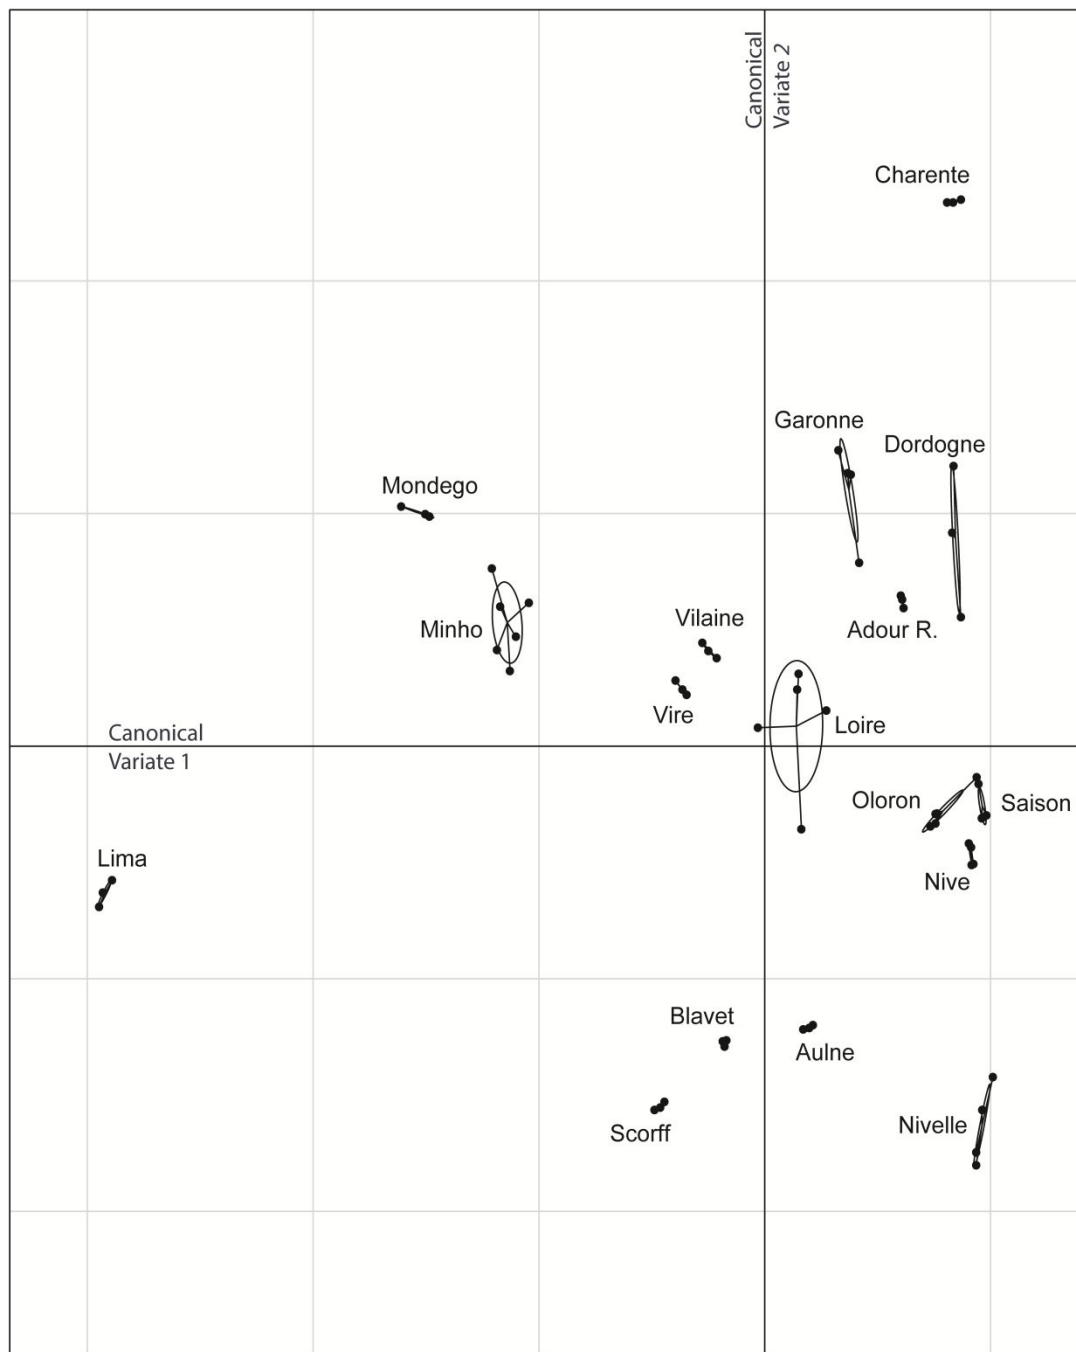 Canonical
Variate 2
Charente
Garonne
Dordogne
Mondego
Minho
Vilaine
Adour R.
Vire
Loire
Canonical
Variate 1
Oloron
Saison
Lima
Nive
Blavet
Aulne
Nivelle
Scorff